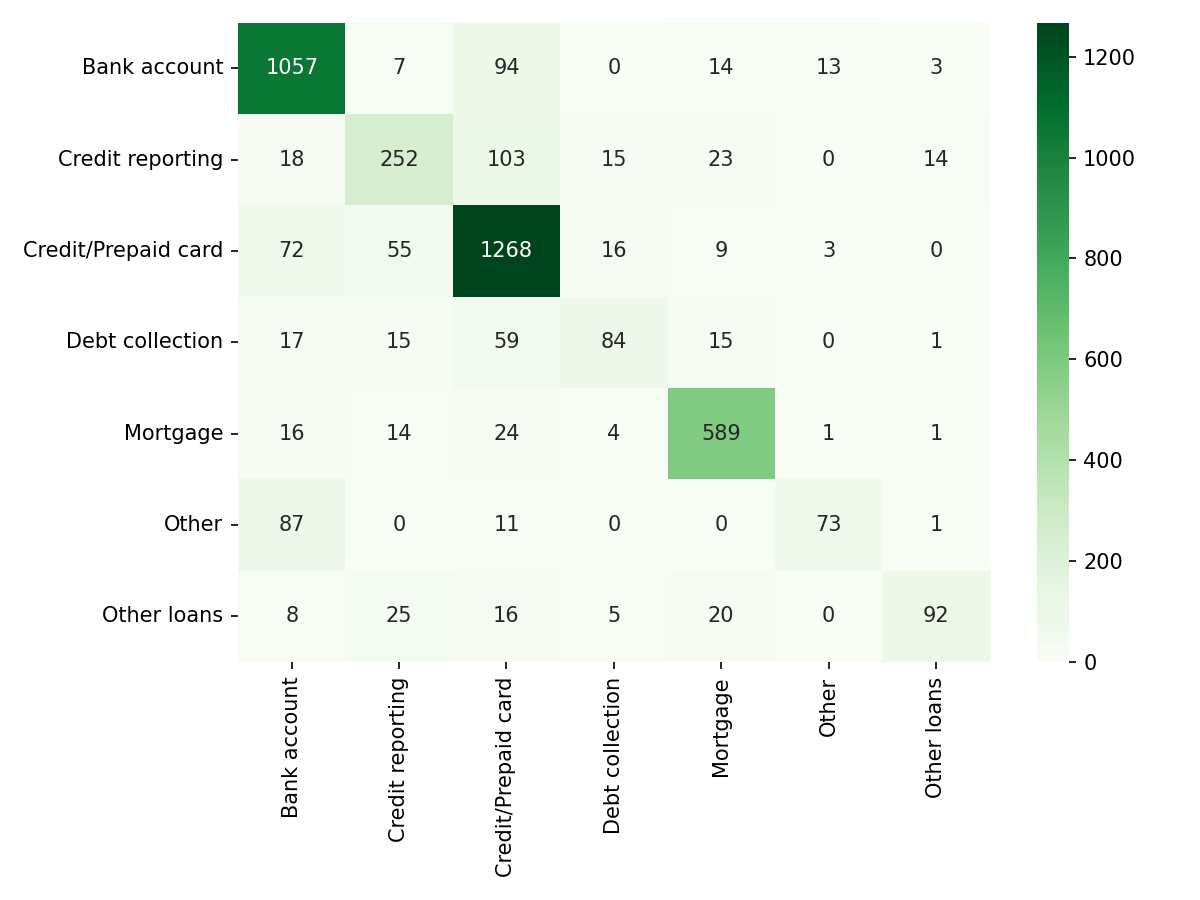 Bank account 1057 7 94 0 14 13 3
Credit reporting 18 252 103 15 23 0 14
Credit/Prepaid card 72 55 1268 16 9 3 0
Debt collection 17 15 59 84 15 0 1
Mortgage 16 14 24 4 589 1 1
Other 87 0 11 0 0 73 1
Other loans 8 25 16 5 20 0 92
Bank account
Credit reporting
Credit/Prepaid card
Debt collection
Mortgage
Other
Other loans
1200
1000
800
600
400
200
0